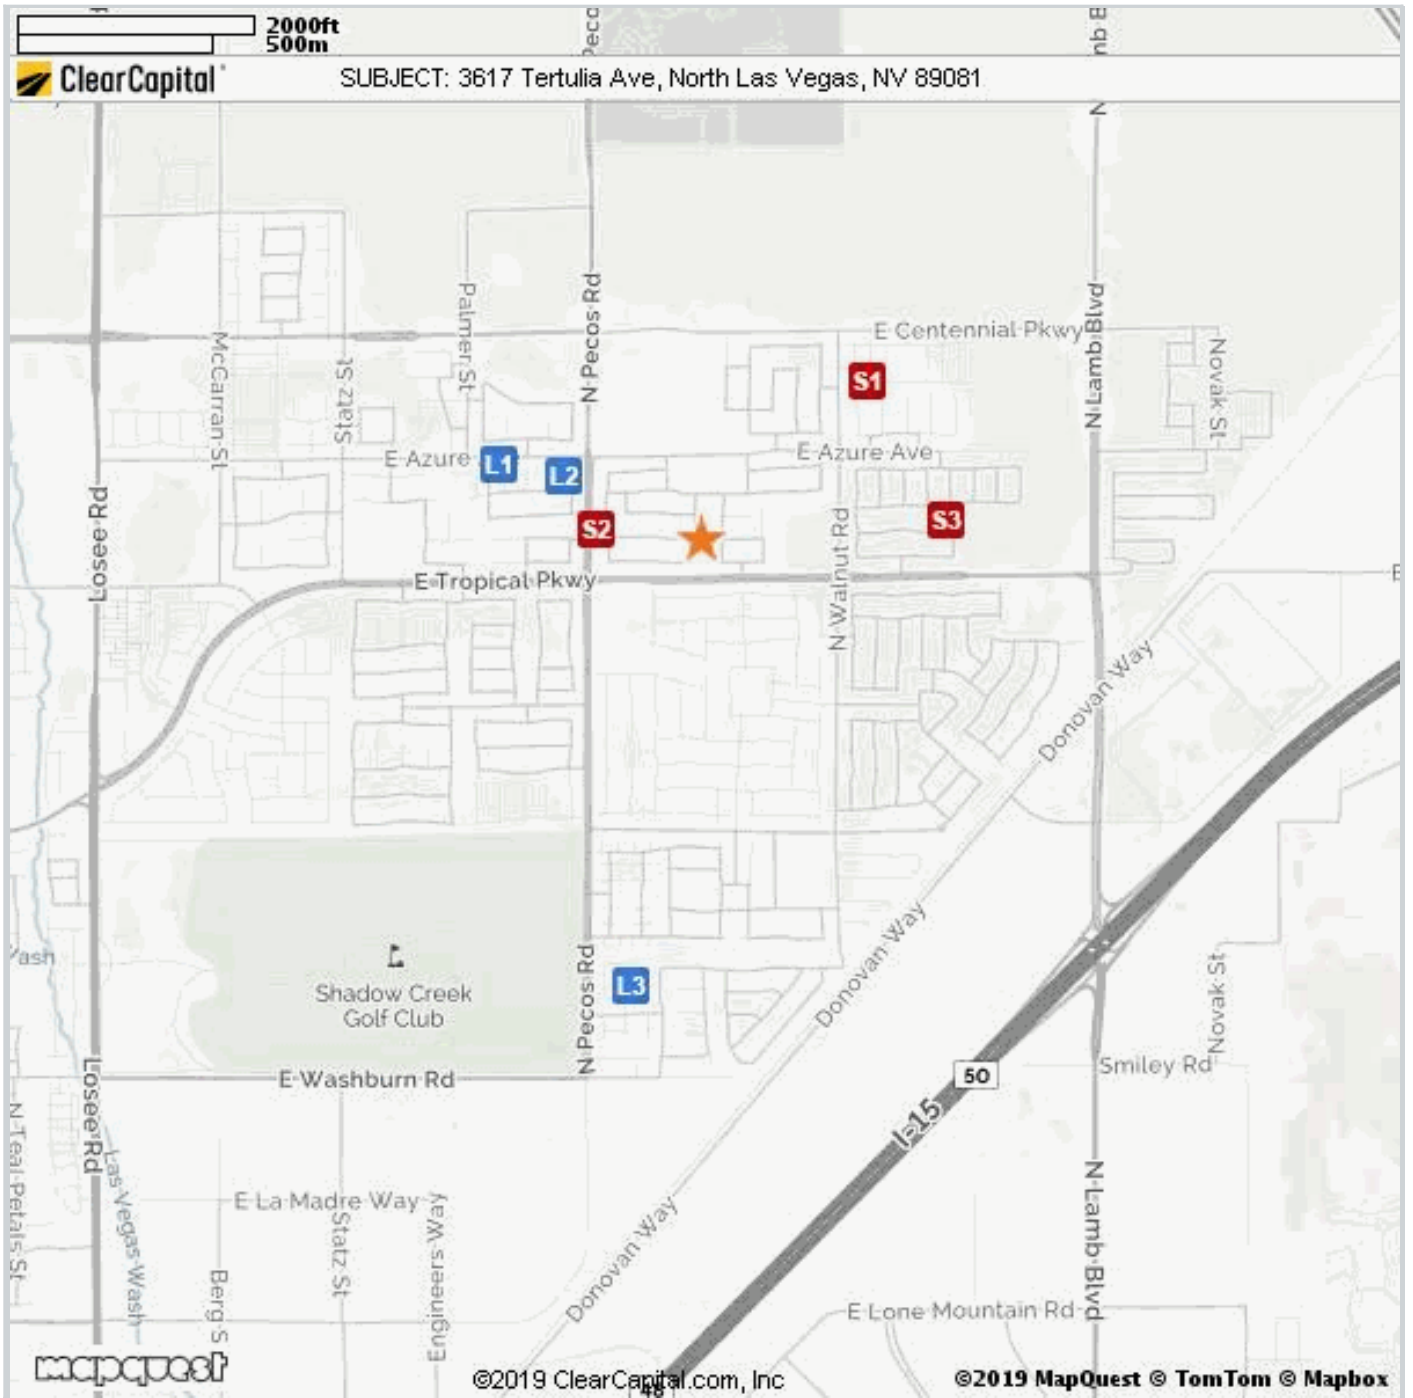 2000ft
500m
ClearCapital
SUBJECT: 3617 Tertulia Ave, North Las Vegas, NV 89081
E Centennial Pkwy
N Pecos Rd
Palmer St
McCarran St
Statz St
N Lamb Blvd
Novak St
S1
E Azure
L1
L2
E Azure Ave
Losee Rd
S2
S3
N Walnut Rd
E Tropical Pkwy
Donovan Way
Donovan Way
N Pecos Rd
L3
Shadow Creek
Golf Club
Novak St
E Washburn Rd
Smiley Rd
50
I-15
Losee Rd
N Teal Petals St
Las Vegas Wash
E La Madre Way
Statz St
Engineers Way
Berg S
Donovan Way
N Lamb Blvd
E Lone Mountain Rd
mapquest
©2019 ClearCapital.com, Inc
48
©2019 MapQuest © TomTom © Mapbox